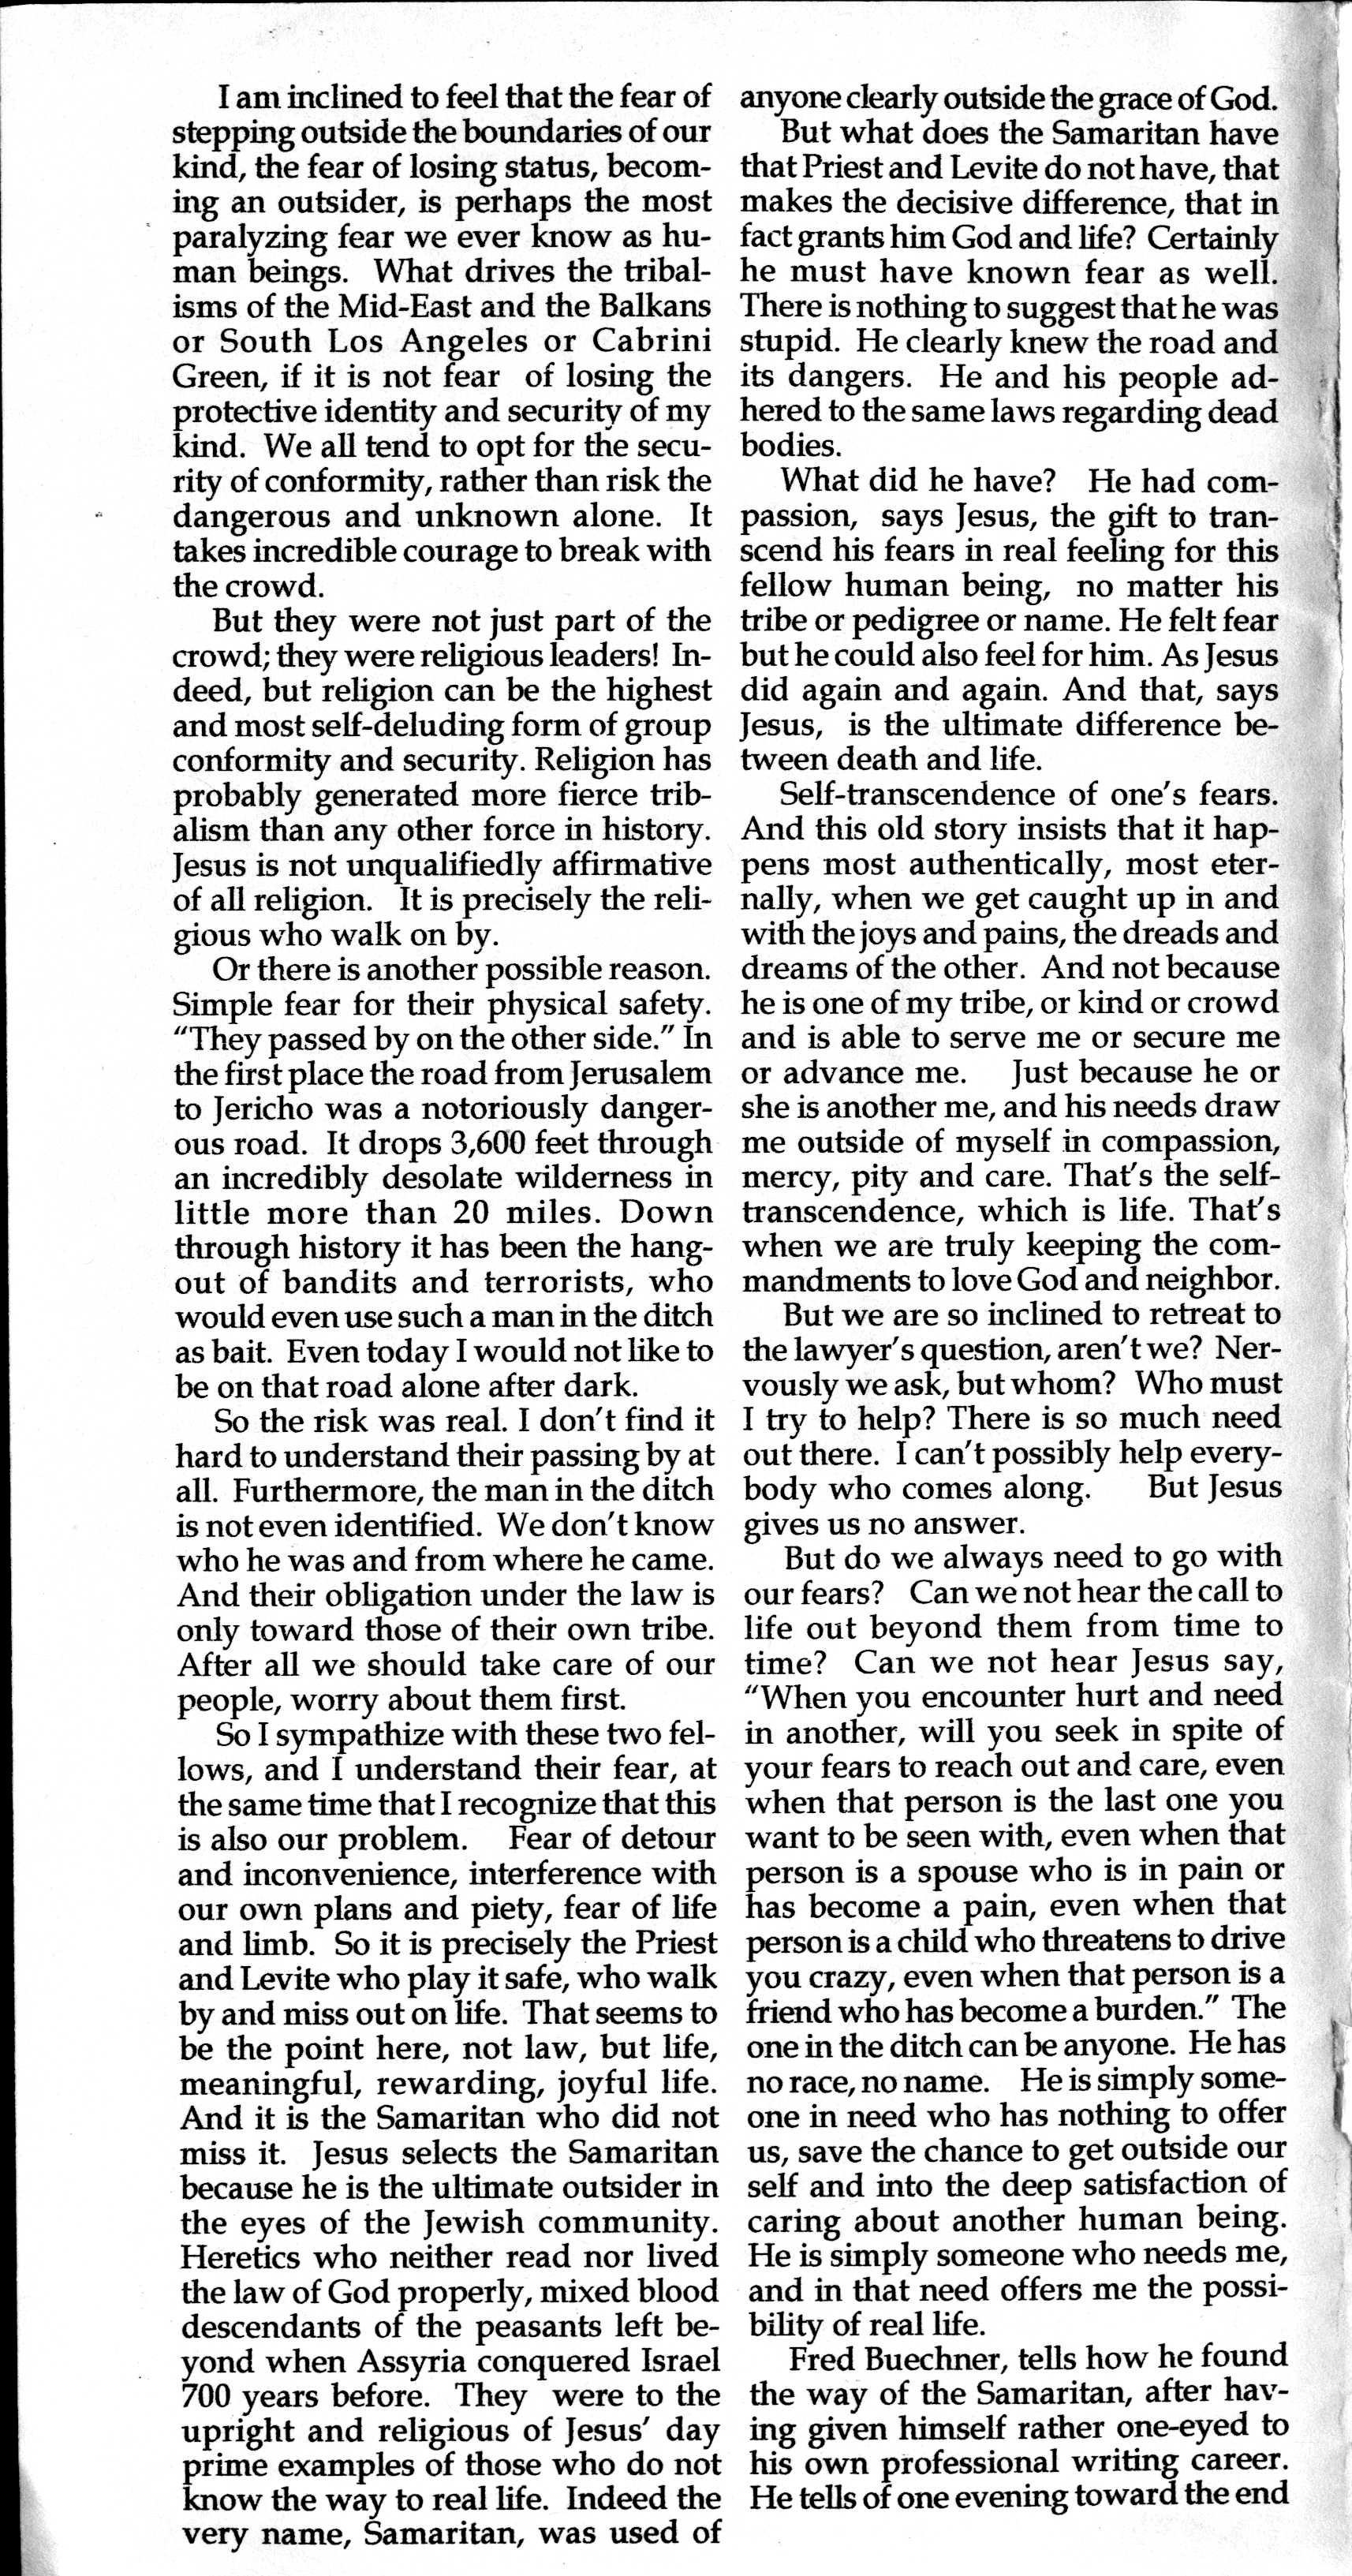 I am inclined to feel that the fear of
stepping outside the boundaries of our
kind, the fear of losing status, becom-
ing an outsider, is perhaps the most
paralyzing fear we ever know as hu-
man beings. What drives the tribal-
isms of the Mid-East and the Balkans
or South Los Angeles or Cabrini
Green, if it is not fear of losing the
protective identity and security of my
kind. We all tend to opt for the secu-
rity of conformity, rather than risk the
dangerous and unknown alone. It
takes incredible courage to break with
the crowd.
But they were not just part of the
crowd; they were religious leaders! In-
deed, but religion can be the highest
and most self-deluding form of group
conformity and security. Religion has
probably generated more fierce trib-
alism than any other force in history.
Jesus is not unqualifiedly affirmative
of all religion. It is precisely the reli-
gious who walk on by.
Or there is another possible reason.
Simple fear for their physical safety.
“They passed by on the other side.” In
the first place the road from Jerusalem
to Jericho was a notoriously danger-
ous road. It drops 3,600 feet through
an incredibly desolate wilderness in
little more than 20 miles. Down
through history it has been the hang-
out of bandits and terrorists, who
would even use such a man in the ditch
as bait. Even today I would not like to
be on that road alone after dark.
So the risk was real. I don’t find it
hard to understand their passing by at
all. Furthermore, the man in the ditch
is not even identified. We don’t know
who he was and from where he came.
And their obligation under the law is
only toward those of their own tribe.
After all we should take care of our
people, worry about them first.
So I sympathize with these two fel-
lows, and I understand their fear, at
the same time that I recognize that this
is also our problem. Fear of detour
and inconvenience, interference with
our own plans and piety, fear of life
and limb. So it is precisely the Priest
and Levite who play it safe, who walk
by and miss out on life. That seems to
be the point here, not law, but life,
meaningful, rewarding, joyful life.
And it is the Samaritan who did not
miss it. Jesus selects the Samaritan
because he is the ultimate outsider in
the eyes of the Jewish community.
Heretics who neither read nor lived
the law of God properly, mixed blood
descendants of the peasants left be-
yond when Assyria conquered Israel
700 years before. They were to the
upright and religious of Jesus’ day
prime examples of those who do not
know the way to real life. Indeed the
very name, Samaritan, was used of
anyone clearly outside the grace of God.
But what does the Samaritan have
that Priest and Levite do not have, that
makes the decisive difference, that in
fact grants him God and life? Certainly
he must have known fear as well.
There is nothing to suggest that he was
stupid. He clearly knew the road and
its dangers. He and his people ad-
hered to the same laws regarding dead
bodies.
What did he have? He had com-
passion, says Jesus, the gift to tran-
scend his fears in real feeling for this
fellow human being, no matter his
tribe or pedigree or name. He felt fear
but he could also feel for him. As Jesus
did again and again. And that, says
Jesus, is the ultimate difference be-
tween death and life.
Self-transcendence of one’s fears.
And this old story insists that it hap-
pens most authentically, most eter-
nally, when we get caught up in and
with the joys and pains, the dreads and
dreams of the other. And not because
he is one of my tribe, or kind or crowd
and is able to serve me or secure me
or advance me. Just because he or
she is another me, and his needs draw
me outside of myself in compassion,
mercy, pity and care. That’s the self-
transcendence, which is life. That’s
when we are truly keeping the com-
mandments to love God and neighbor.
But we are so inclined to retreat to
the lawyer’s question, aren’t we? Ner-
vously we ask, but whom? Who must
I try to help? There is so much need
out there. I can’t possibly help every-
body who comes along. But Jesus
gives us no answer.
But do we always need to go with
our fears? Can we not hear the call to
life out beyond them from time to
time? Can we not hear Jesus say,
“When you encounter hurt and need
in another, will you seek in spite of
your fears to reach out and care, even
when that person is the last one you
want to be seen with, even when that
person is a spouse who is in pain or
has become a pain, even when that
person is a child who threatens to drive
you crazy, even when that person is a
friend who has become a burden.” The
one in the ditch can be anyone. He has
no race, no name. He is simply some-
one in need who has nothing to offer
us, save the chance to get outside our
self and into the deep satisfaction of
caring about another human being.
He is simply someone who needs me,
and in that need offers me the possi-
bility of real life.
Fred Buechner, tells how he found
the way of the Samaritan, after hav-
ing given himself rather one-eyed to
his own professional writing career.
He tells of one evening toward the end